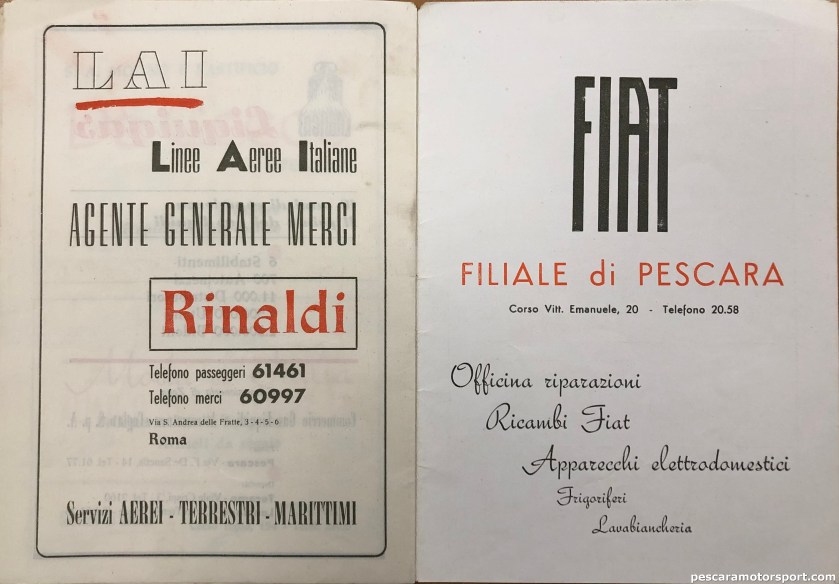 LAI
Linee Aeree Italiane
AGENTE GENERALE MERCI
Rinaldi
Telefono passeggeri 61461
Telefono merci 60997
Via S. Andrea delle Fratte, 3-4-5-6
Roma
Servizi AEREI - TERRESTRI - MARITTIMI
FIAT
FILIALE di PESCARA
Corso Vitt. Emanuele, 20 - Telefono 20.58
Officina riparazioni
Ricambi Fiat
Apparecchi elettrodomestici
Frigoriferi
Lavabiancheria
pescaramotorsport.com